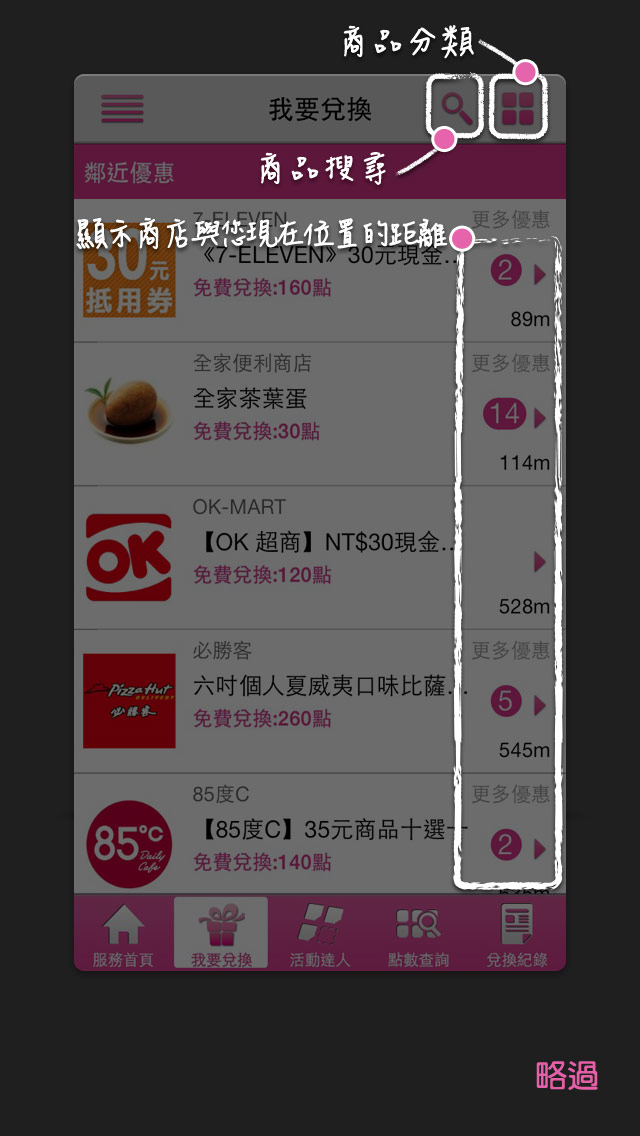 商品分類
我要兌換
鄰近優惠
商品搜尋
7-ELEVEN
更多優惠
顯示商店與您現在位置的距離
30元
抵用券
《7-ELEVEN》30元現金...
2
免費兌換:160點
89m
全家便利商店
更多優惠
全家茶葉蛋
14
免費兌換:30點
114m
OK-MART
OK
【OK 超商】NT$30現金...
免費兌換:120點
528m
必勝客
更多優惠
Pizza Hut
DELIVERY
必勝客
六吋個人夏威夷口味比薩...
5
免費兌換:260點
545m
85度C
更多優惠
85°C
Daily
Cafe
【85度C】35元商品十選一
2
免費兌換:140點
服務首頁
我要兌換
活動達人
點數查詢
兌換紀錄
略過